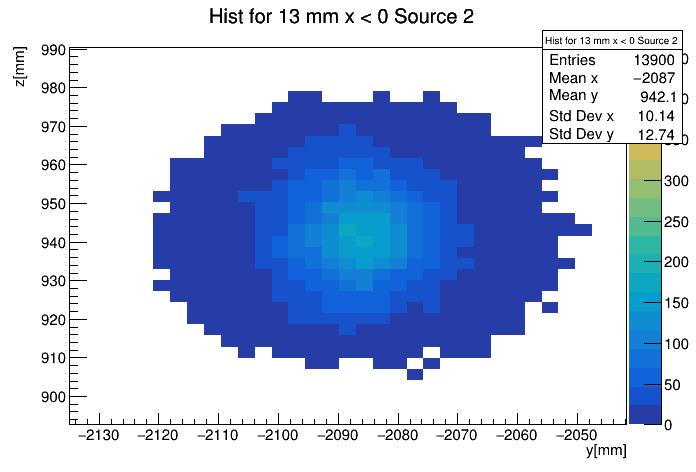 Hist for 13 mm x < 0 Source 2
z[mm]
990
980
970
960
950
940
930
920
910
900
Hist for 13 mm x < 0 Source 2
Entries 13900
Mean x −2087
Mean y 942.1
Std Dev x 10.14
Std Dev y 12.74
0
0
300
250
200
150
100
50
0
−2130 −2120 −2110 −2100 −2090 −2080 −2070 −2060 −2050
y[mm]